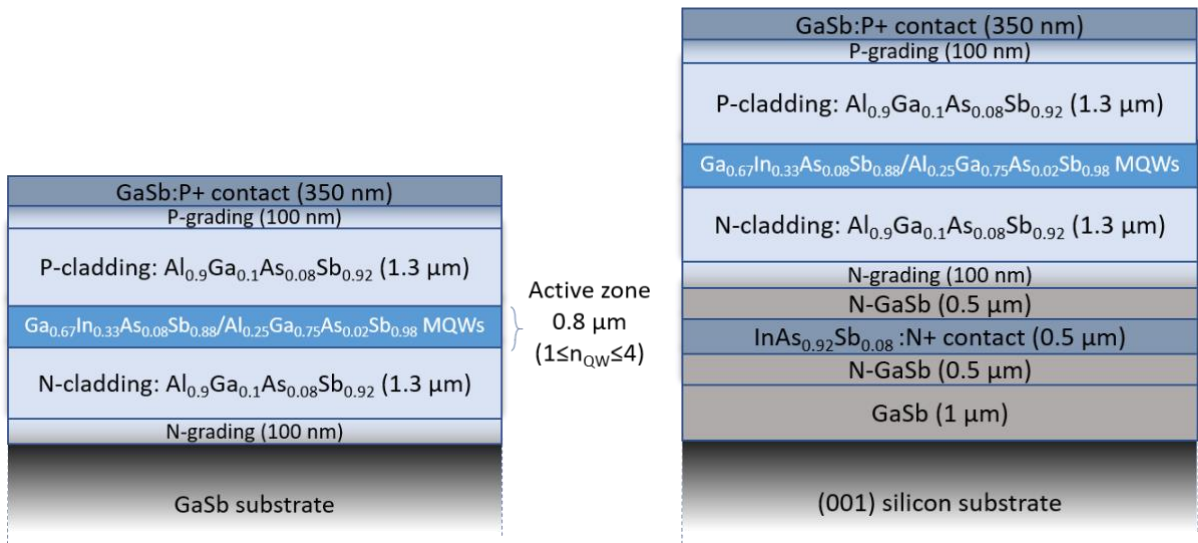 GaSb:P+ contact (350 nm)
P-grading (100 nm)
P-cladding: Al₀.₉Ga₀.₁As₀.₀₈Sb₀.₉₂ (1.3 µm)
Ga₀.₆₇In₀.₃₃As₀.₀₈Sb₀.₈₈/Al₀.₂₅Ga₀.₇₅As₀.₀₂Sb₀.₉₈ MQWs
N-cladding: Al₀.₉Ga₀.₁As₀.₀₈Sb₀.₉₂ (1.3 µm)
N-grading (100 nm)
GaSb substrate
Active zone
0.8 µm
(1≤n_QW≤4)
GaSb:P+ contact (350 nm)
P-grading (100 nm)
P-cladding: Al₀.₉Ga₀.₁As₀.₀₈Sb₀.₉₂ (1.3 µm)
Ga₀.₆₇In₀.₃₃As₀.₀₈Sb₀.₈₈/Al₀.₂₅Ga₀.₇₅As₀.₀₂Sb₀.₉₈ MQWs
N-cladding: Al₀.₉Ga₀.₁As₀.₀₈Sb₀.₉₂ (1.3 µm)
N-grading (100 nm)
N-GaSb (0.5 µm)
InAs₀.₉₂Sb₀.₀₈ :N+ contact (0.5 µm)
N-GaSb (0.5 µm)
GaSb (1 µm)
(001) silicon substrate